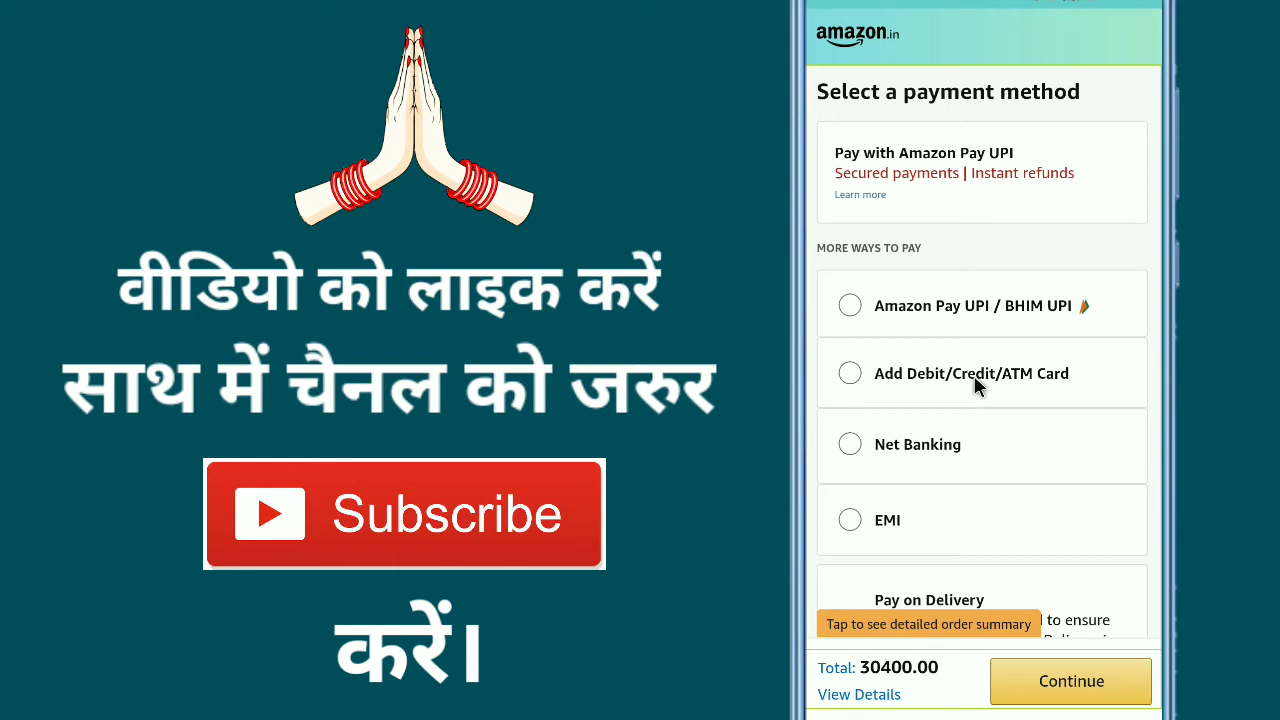 वीडियो को लाइक करें
साथ में चैनल को जरुर
Subscribe
करें।
amazon.in
Select a payment method
Pay with Amazon Pay UPI
Secured payments | Instant refunds
Learn more
MORE WAYS TO PAY
Amazon Pay UPI / BHIM UPI
Add Debit/Credit/ATM Card
Net Banking
EMI
Pay on Delivery
to ensure
Tap to see detailed order summary
Total: 30400.00
View Details
Continue